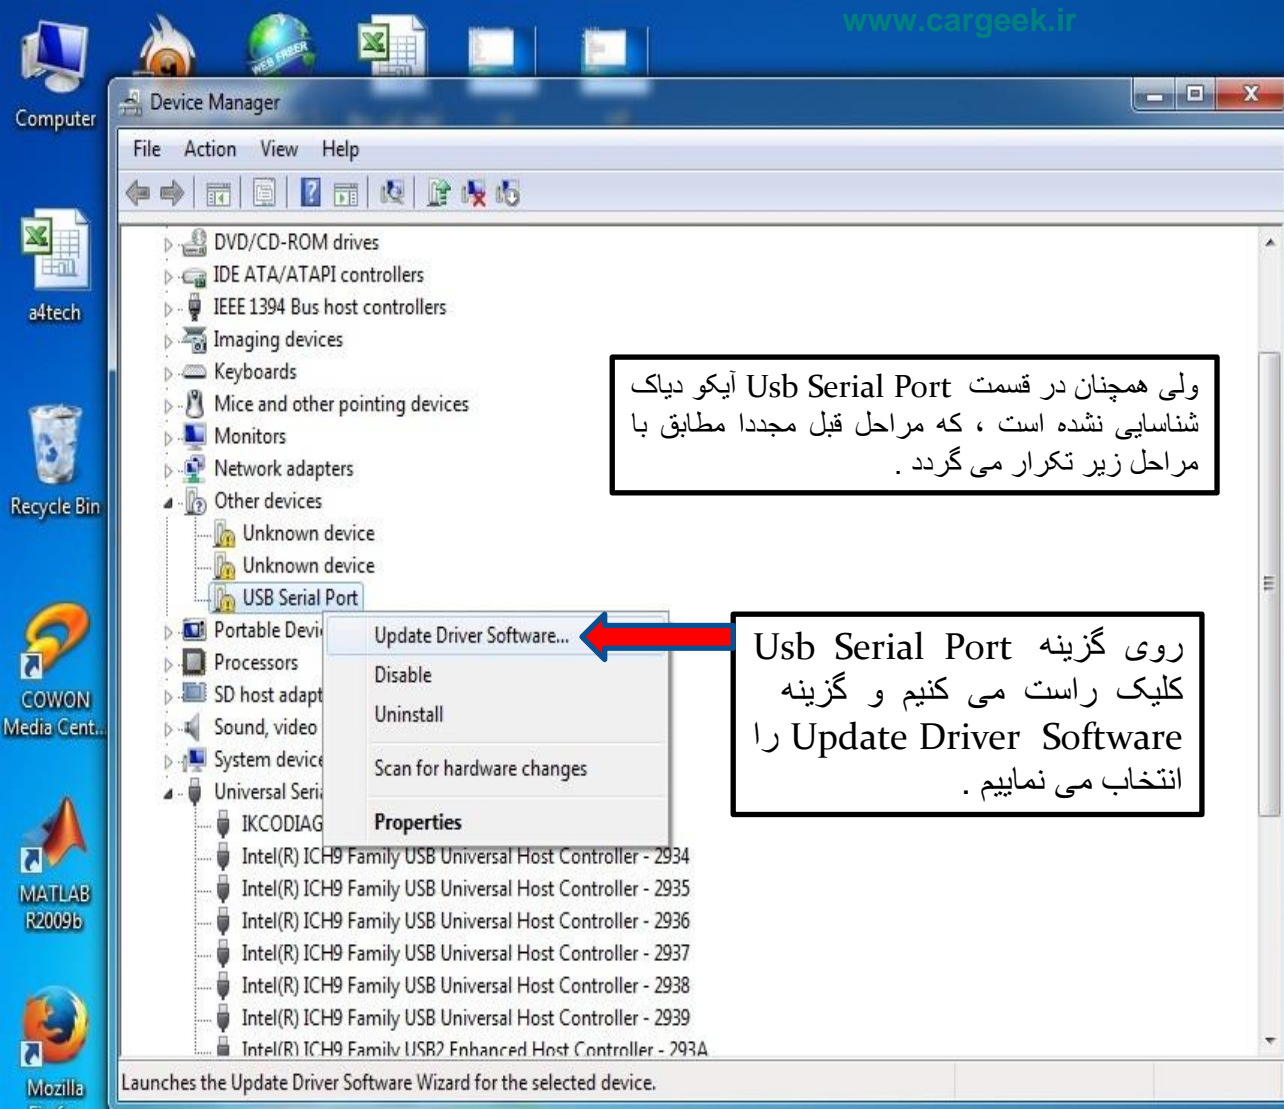 www.cargeek.ir
WEB FREER
Computer
a4tech
Recycle Bin
COWON
Media Cent...
MATLAB
R2009b
Mozilla
Device Manager
File Action View Help
DVD/CD-ROM drives
IDE ATA/ATAPI controllers
IEEE 1394 Bus host controllers
Imaging devices
Keyboards
Mice and other pointing devices
Monitors
Network adapters
Other devices
Unknown device
Unknown device
USB Serial Port
Portable Devi
Processors
SD host adapt
Sound, video
System device
Universal Seria
IKCODIAG
Intel(R) ICH9 Family USB Universal Host Controller - 2934
Intel(R) ICH9 Family USB Universal Host Controller - 2935
Intel(R) ICH9 Family USB Universal Host Controller - 2936
Intel(R) ICH9 Family USB Universal Host Controller - 2937
Intel(R) ICH9 Family USB Universal Host Controller - 2938
Intel(R) ICH9 Family USB Universal Host Controller - 2939
Intel(R) ICH9 Family USB2 Enhanced Host Controller - 293A
Update Driver Software...
Disable
Uninstall
Scan for hardware changes
Properties
ولی همچنان در قسمت Usb Serial Port آیکو دیاک
شناسایی نشده است ، که مراحل قبل مجددا مطابق با
مراحل زیر تکرار می گردد .
روی گزینه Usb Serial Port
کلیک راست می کنیم و گزینه
Update Driver Software را
انتخاب می نماییم .
Launches the Update Driver Software Wizard for the selected device.